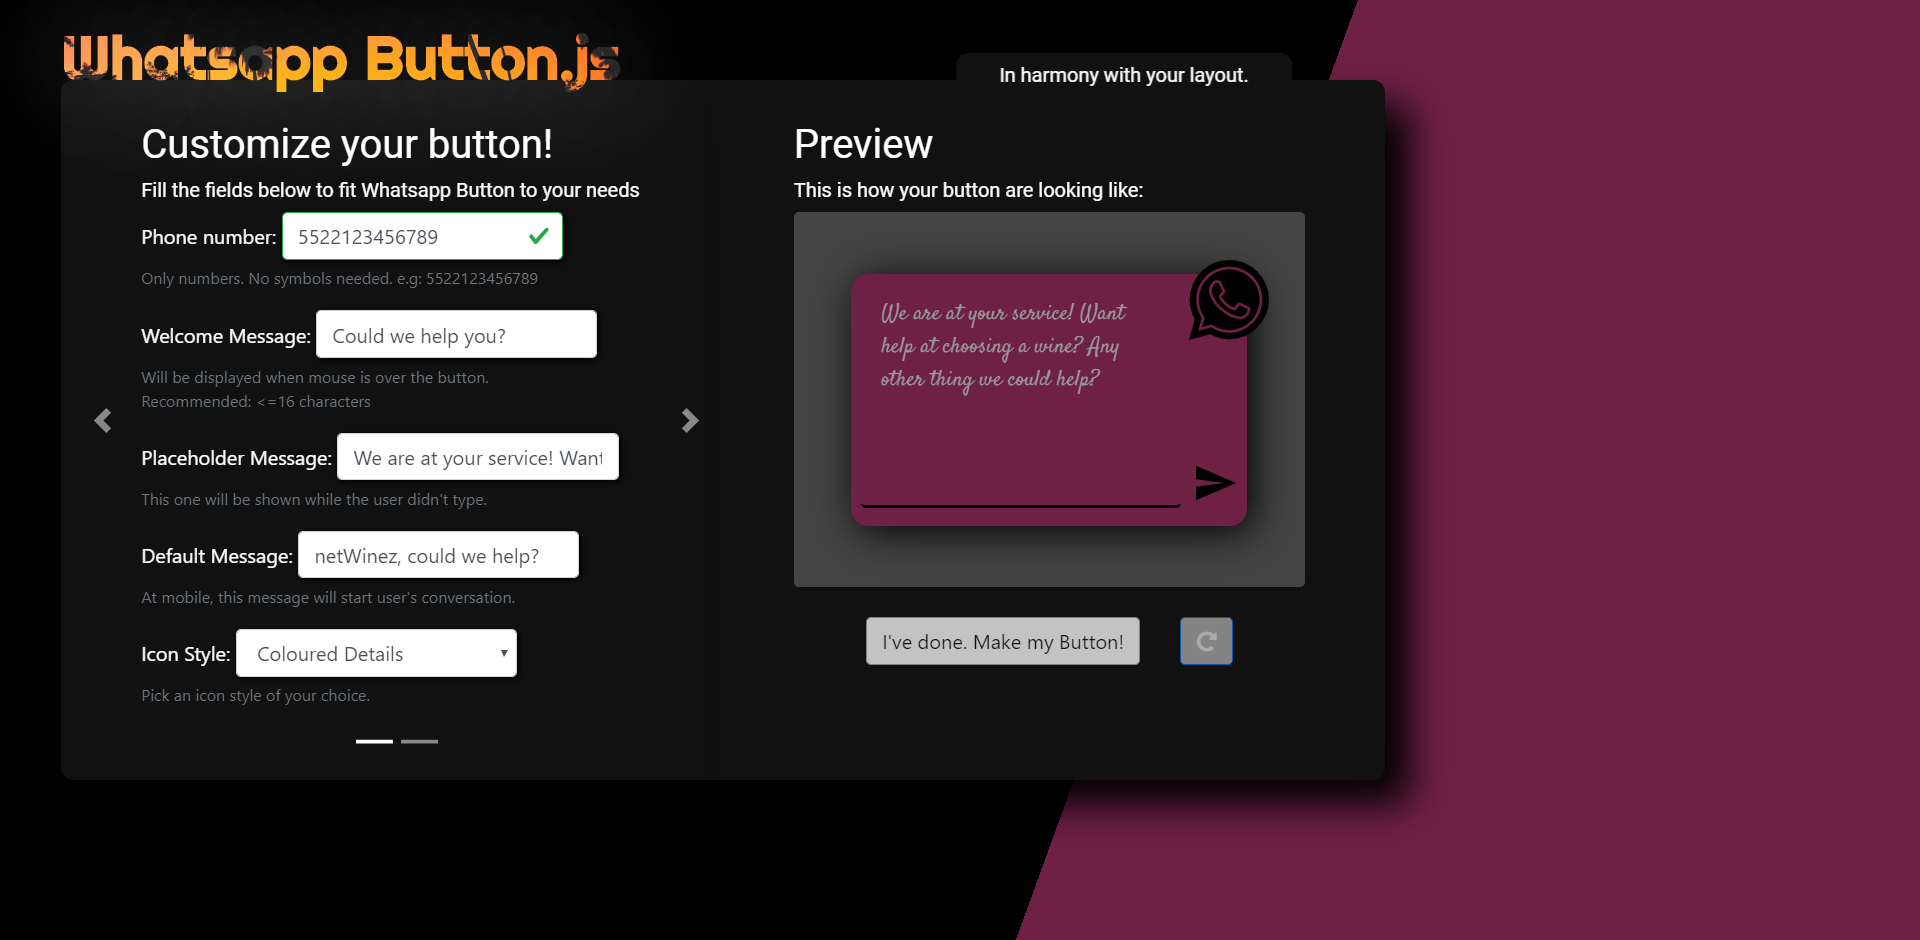 Whatsapp Button.js
In harmony with your layout.
Customize your button!
Fill the fields below to fit Whatsapp Button to your needs
Phone number: 5522123456789
Only numbers. No symbols needed. e.g: 5522123456789
Welcome Message: Could we help you?
Will be displayed when mouse is over the button.
Recommended: <=16 characters
Placeholder Message: We are at your service! Want
This one will be shown while the user didn't type.
Default Message: netWinez, could we help?
At mobile, this message will start user's conversation.
Icon Style: Coloured Details
Pick an icon style of your choice.
Preview
This is how your button are looking like:
We are at your service! Want
help at choosing a wine? Any
other thing we could help?
I've done. Make my Button!